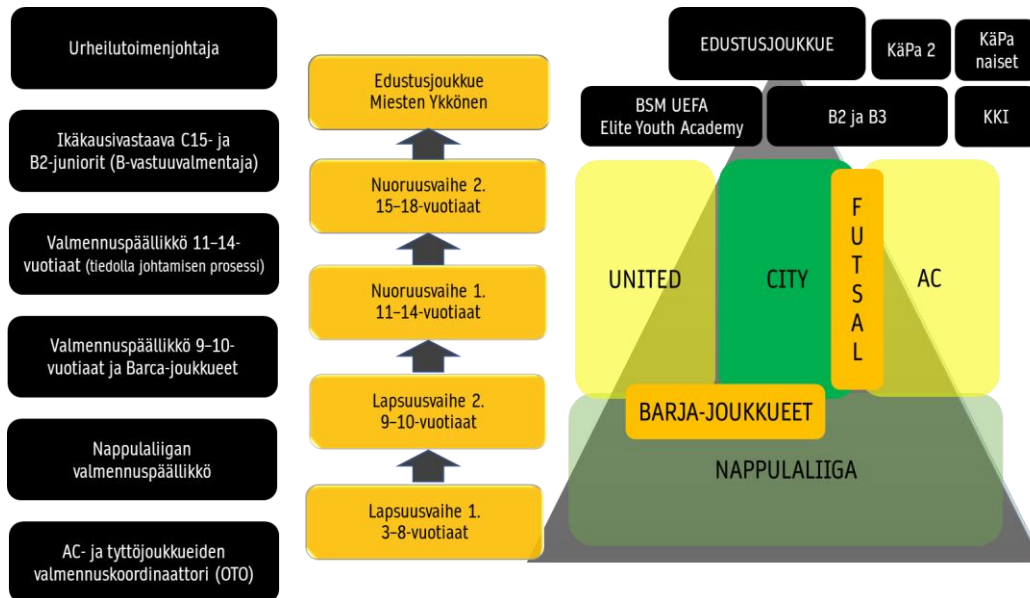 Urheilutoimenjohtaja
Ikäkausivastaava C15- ja
B2-juniorit (B-vastuuvalmentaja)
Valmennuspäällikkö 11–14-
vuotiaat (tiedolla johtamisen prosessi)
Valmennuspäällikkö 9–10-
vuotiaat ja Barca-joukkueet
Nappulaliigan
valmennuspäällikkö
AC- ja tyttöjoukkueiden
valmennuskoordinaattori (OTO)
Edustusjoukkue
Miesten Ykkönen
Nuoruusvaihe 2.
15–18-vuotiaat
Nuoruusvaihe 1.
11–14-vuotiaat
Lapsuusvaihe 2.
9–10-vuotiaat
Lapsuusvaihe 1.
3–8-vuotiaat
EDUSTUSJOUKKUE
KäPa 2
KäPa
naiset
BSM UEFA
Elite Youth Academy
B2 ja B3
KKI
UNITED
CITY
FUTSAL
AC
BARJA-JOUKKUEET
NAPPULALIIGA